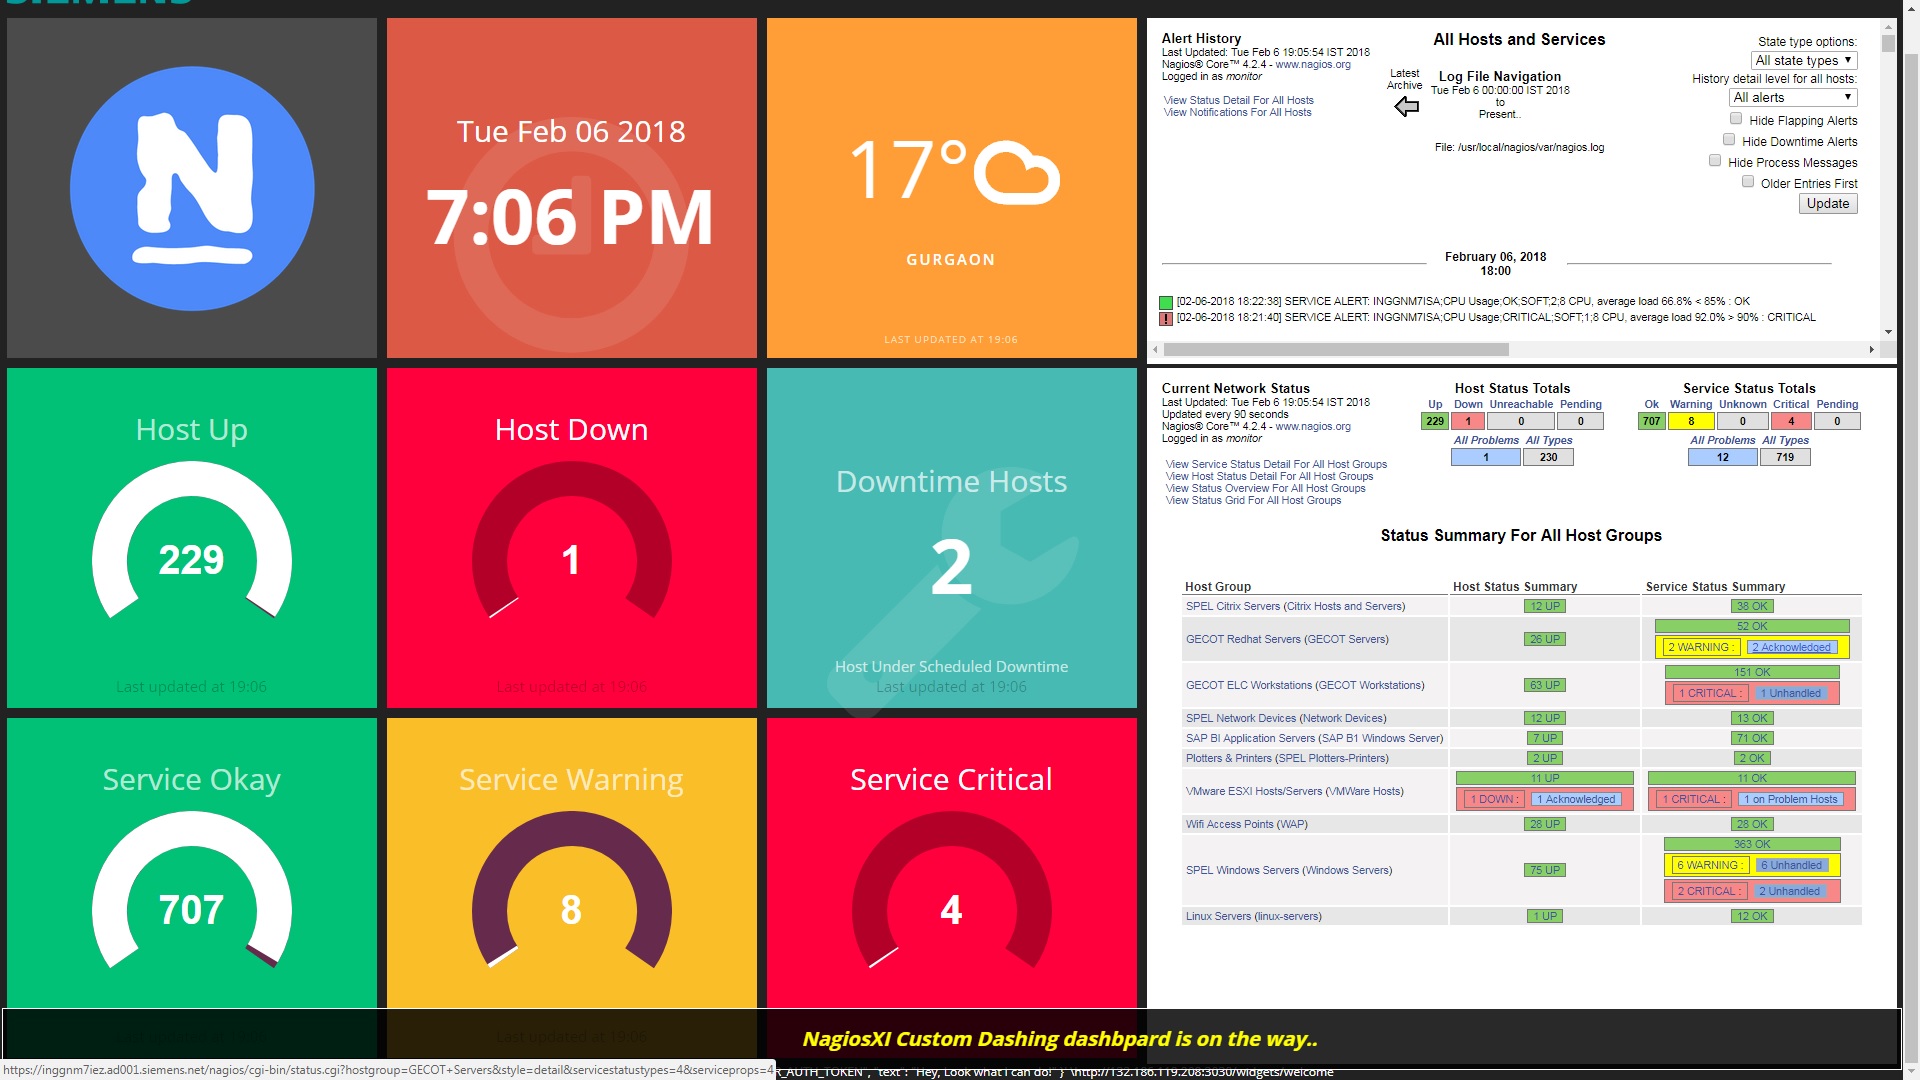 SIEMENS
N
Tue Feb 06 2018
7:06 PM
17°
GURGAON
LAST UPDATED AT 19:06
Alert History
Last Updated: Tue Feb 6 19:05:54 IST 2018
Nagios® Core™ 4.2.4 - www.nagios.org
Logged in as monitor
View Status Detail For All Hosts
View Notifications For All Hosts
All Hosts and Services
Latest
Archive
Log File Navigation
Tue Feb 6 00:00:00 IST 2018
to
Present..
File: /usr/local/nagios/var/nagios.log
State type options:
All state types
History detail level for all hosts:
All alerts
Hide Flapping Alerts
Hide Downtime Alerts
Hide Process Messages
Older Entries First
Update
February 06, 2018
18:00
[02-06-2018 18:22:38] SERVICE ALERT: INGGNM7ISA;CPU Usage;OK;SOFT;2;8 CPU, average load 66.8% < 85% : OK
[02-06-2018 18:21:40] SERVICE ALERT: INGGNM7ISA;CPU Usage;CRITICAL;SOFT;1;8 CPU, average load 92.0% > 90% : CRITICAL
Host Up
229
Last updated at 19:06
Host Down
1
Last updated at 19:06
Downtime Hosts
2
Host Under Scheduled Downtime
Last updated at 19:06
Service Okay
707
Last updated at 19:06
Service Warning
8
Last updated at 19:06
Service Critical
4
Current Network Status
Last Updated: Tue Feb 6 19:05:54 IST 2018
Updated every 90 seconds
Nagios® Core™ 4.2.4 - www.nagios.org
Logged in as monitor
View Service Status Detail For All Host Groups
View Host Status Detail For All Host Groups
View Status Overview For All Host Groups
View Status Grid For All Host Groups
Host Status Totals
Up Down Unreachable Pending
229 1 0 0
All Problems All Types
1 230
Service Status Totals
Ok Warning Unknown Critical Pending
707 8 0 4 0
All Problems All Types
12 719
Status Summary For All Host Groups
Host Group Host Status Summary Service Status Summary
SPEL Citrix Servers (Citrix Hosts and Servers) 12 UP 38 OK
GECOT Redhat Servers (GECOT Servers) 26 UP 52 OK
2 WARNING : 2 Acknowledged
GECOT ELC Workstations (GECOT Workstations) 63 UP 151 OK
1 CRITICAL : 1 Unhandled
SPEL Network Devices (Network Devices) 12 UP 13 OK
SAP BI Application Servers (SAP B1 Windows Server) 7 UP 71 OK
Plotters & Printers (SPEL Plotters-Printers) 2 UP 2 OK
VMware ESXI Hosts/Servers (VMWare Hosts) 11 UP 11 OK
1 DOWN : 1 Acknowledged 1 CRITICAL : 1 on Problem Hosts
Wifi Access Points (WAP) 28 UP 28 OK
SPEL Windows Servers (Windows Servers) 75 UP 363 OK
6 WARNING : 6 Unhandled
2 CRITICAL : 2 Unhandled
Linux Servers (linux-servers) 1 UP 12 OK
NagiosXI Custom Dashing dashbpard is on the way..
https://inggnm7iez.ad001.siemens.net/nagios/cgi-bin/status.cgi?hostgroup=GECOT+Servers&style=detail&servicestatustypes=4&serviceprops=4
R_AUTH_TOKEN", "text": "Hey, Look what I can do!" }' \http://132.186.119.208:3030/widgets/welcome